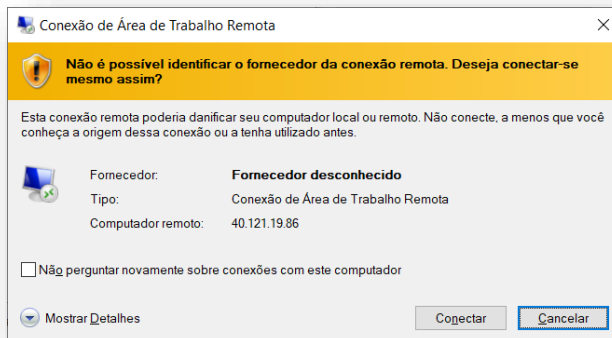 Conexão de Área de Trabalho Remota
Não é possível identificar o fornecedor da conexão remota. Deseja conectar-se
mesmo assim?
Esta conexão remota poderia danificar seu computador local ou remoto. Não conecte, a menos que você
conheça a origem dessa conexão ou a tenha utilizado antes.
Fornecedor: Fornecedor desconhecido
Tipo: Conexão de Área de Trabalho Remota
Computador remoto: 40.121.19.86
Não perguntar novamente sobre conexões com este computador
Mostrar Detalhes Conectar Cancelar